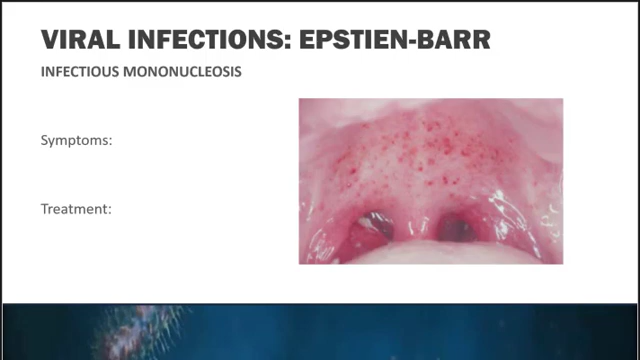 VIRAL INFECTIONS: EPSTIEN-BARR
INFECTIOUS MONONUCLEOSIS
Symptoms:
Treatment: